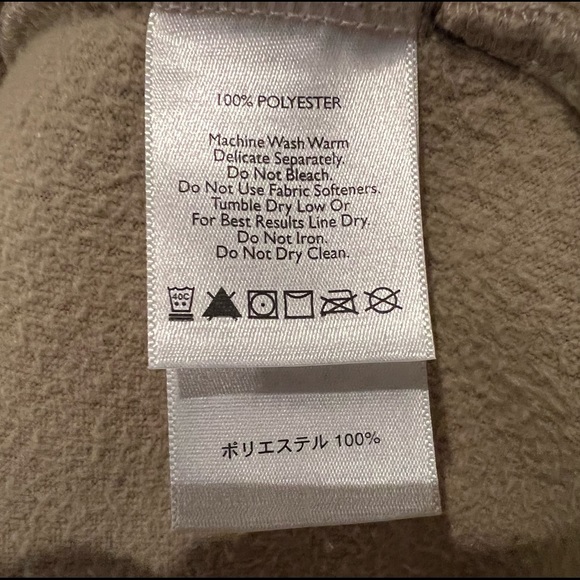 100% POLYESTER
Machine Wash Warm
Delicate Separately.
Do Not Bleach.
Do Not Use Fabric Softeners.
Tumble Dry Low Or
For Best Results Line Dry.
Do Not Iron.
Do Not Dry Clean.
40C
ポリエステル 100%